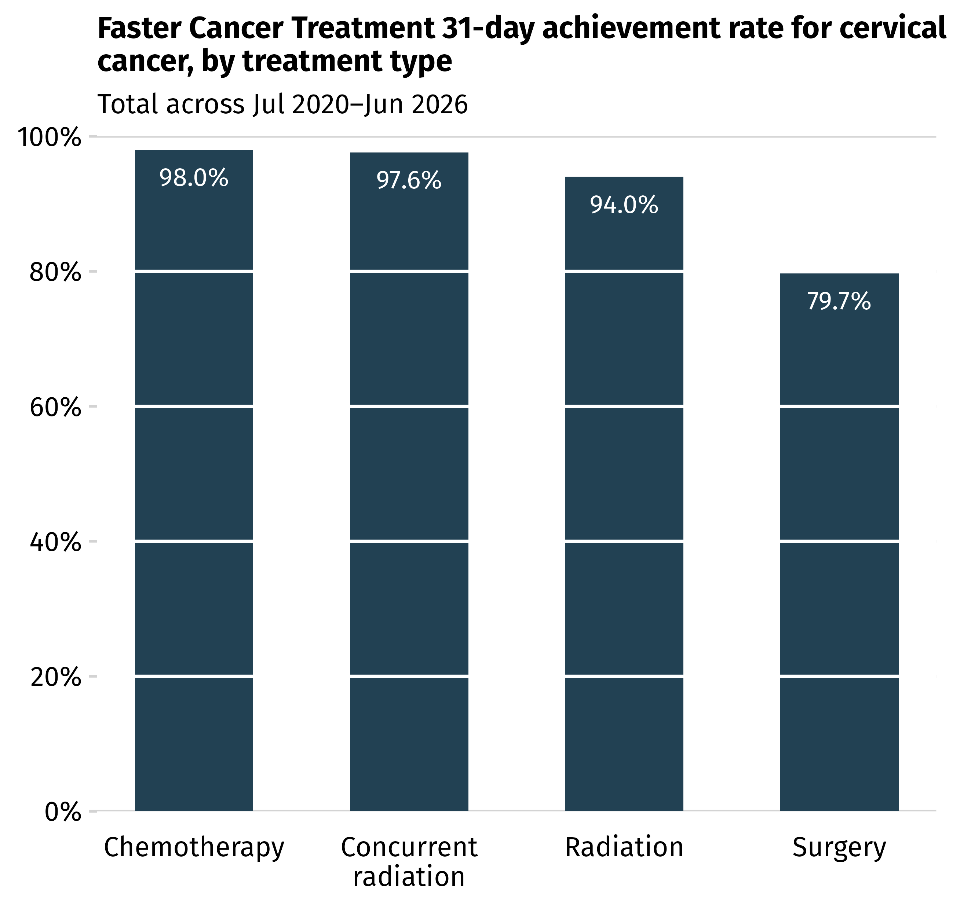 Faster Cancer Treatment 31-day achievement rate for cervical
cancer, by treatment type
Total across Jul 2020–Jun 2026
100%
98.0%
97.6%
94.0%
80%
79.7%
60%
40%
20%
0%
Chemotherapy
Concurrent
radiation
Radiation
Surgery